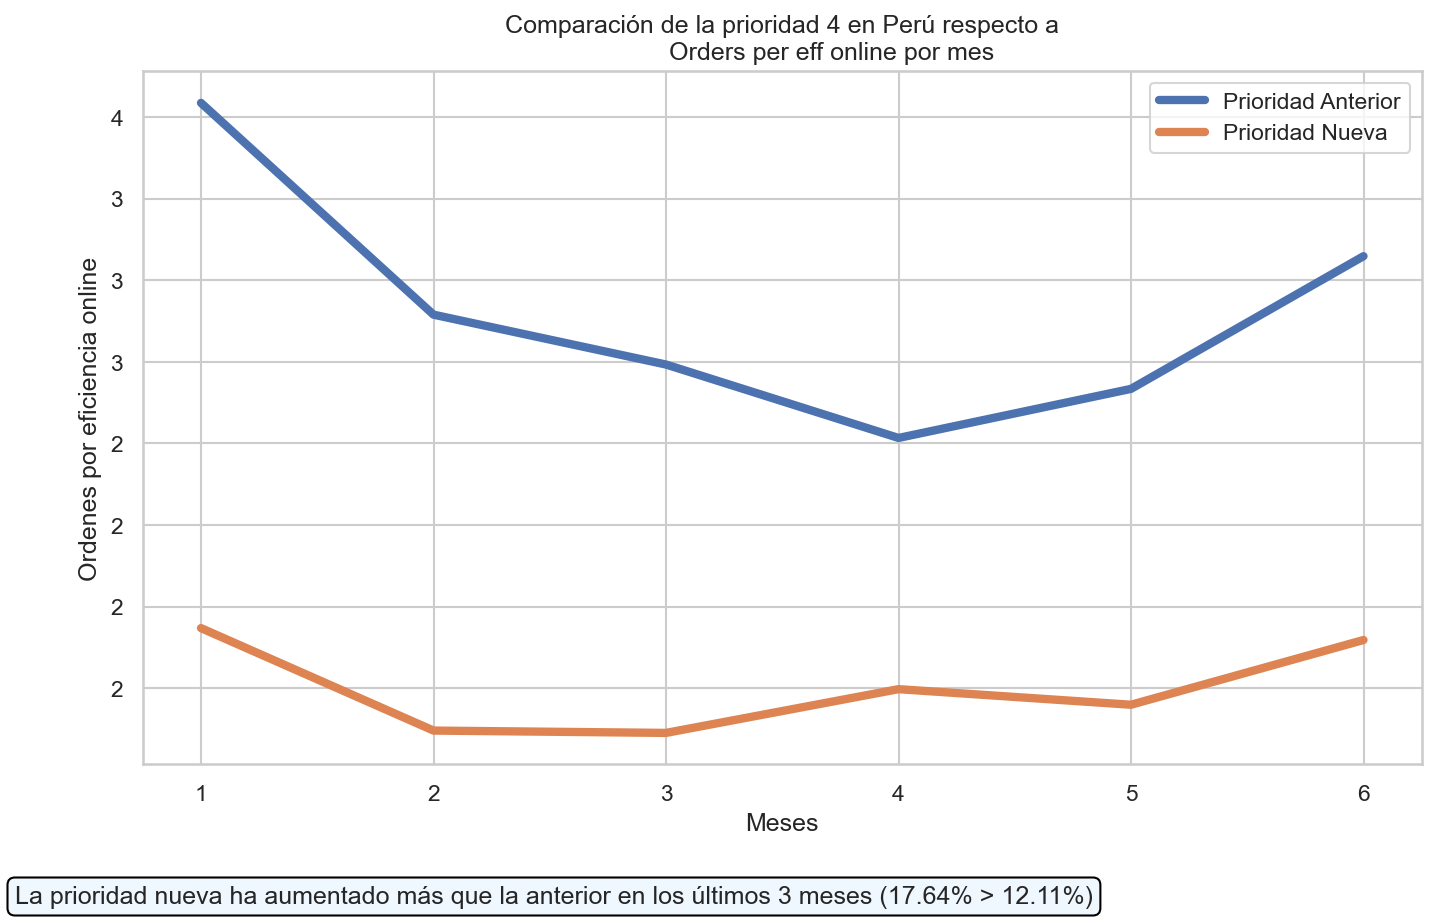 Comparación de la prioridad 4 en Perú respecto a
Orders per eff online por mes
Prioridad Anterior
Prioridad Nueva
Ordenes por eficiencia online
4
3
3
3
2
2
2
2
1 2 3 4 5 6
Meses
La prioridad nueva ha aumentado más que la anterior en los últimos 3 meses (17.64% > 12.11%)